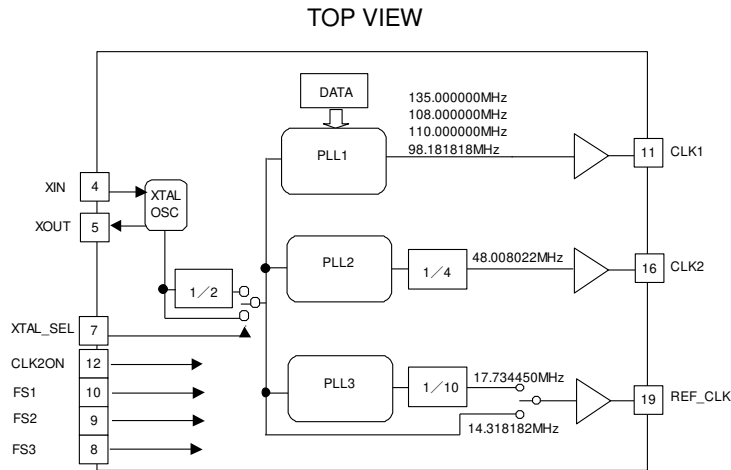 TOP VIEW
DATA
135.000000MHz
108.000000MHz
110.000000MHz
98.181818MHz
PLL1
11
CLK1
XIN
4
XTAL
OSC
XOUT
5
PLL2
1/4
48.008022MHz
16
CLK2
1/2
XTAL_SEL
7
CLK2ON
12
FS1
10
FS2
9
FS3
8
PLL3
1/10
17.734450MHz
14.318182MHz
19
REF_CLK